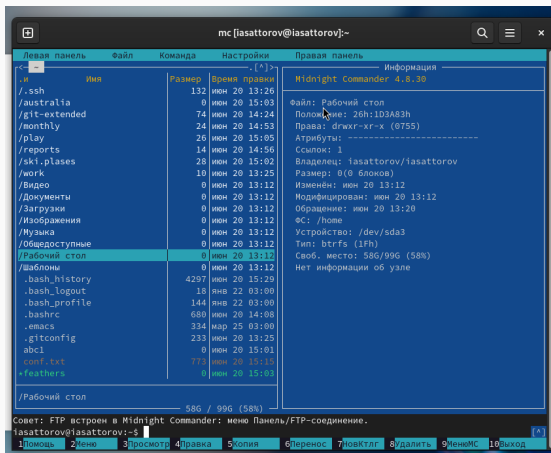 mc [iasattorov@iasattorov]:~
Левая панель Файл Команда Настройки Правая панель
<— ~ .[^]>
.и Имя Размер Время правки
/.ssh 132 июн 20 13:26
/australia 0 июн 20 15:03
/git-extended 74 июн 20 14:24
/monthly 24 июн 20 14:53
/play 26 июн 20 15:05
/reports 14 июн 20 14:56
/ski.plases 28 июн 20 15:02
/work 10 июн 20 13:25
/Видео 0 июн 20 13:12
/Документы 0 июн 20 13:12
/Загрузки 0 июн 20 13:12
/Изображения 0 июн 20 13:12
/Музыка 0 июн 20 13:12
/Общедоступные 0 июн 20 13:12
/Рабочий стол 0 июн 20 13:12
/Шаблоны 0 июн 20 13:12
.bash_history 4297 июн 20 15:29
.bash_logout 18 янв 22 03:00
.bash_profile 144 янв 22 03:00
.bashrc 680 июн 20 14:08
.emacs 334 мар 25 03:00
.gitconfig 233 июн 20 13:25
abc1 0 июн 20 15:01
conf.txt 773 июн 20 15:15
*feathers 0 июн 20 15:03
/Рабочий стол
58G / 99G (58%)
Информация
Midnight Commander 4.8.30
Файл: Рабочий стол
Положение: 26h:1D3A83h
Права: drwxr-xr-x (0755)
Атрибуты: ------------------------
Ссылок: 1
Владелец: iasattorov/iasattorov
Размер: 0(0 блоков)
Изменён: июн 20 13:12
Модифицирован: июн 20 13:12
Обращение: июн 20 13:20
ФС: /home
Устройство: /dev/sda3
Тип: btrfs (1Fh)
Своб. место: 58G/99G (58%)
Нет информации об узле
Совет: FTP встроен в Midnight Commander: меню Панель/FTP-соединение.
iasattorov@iasattorov:~$ [^]
1Помощь 2Меню 3Просмотр 4Правка 5Копия 6Перенос 7НовКтлг 8Удалить 9МенюМС 10Выход